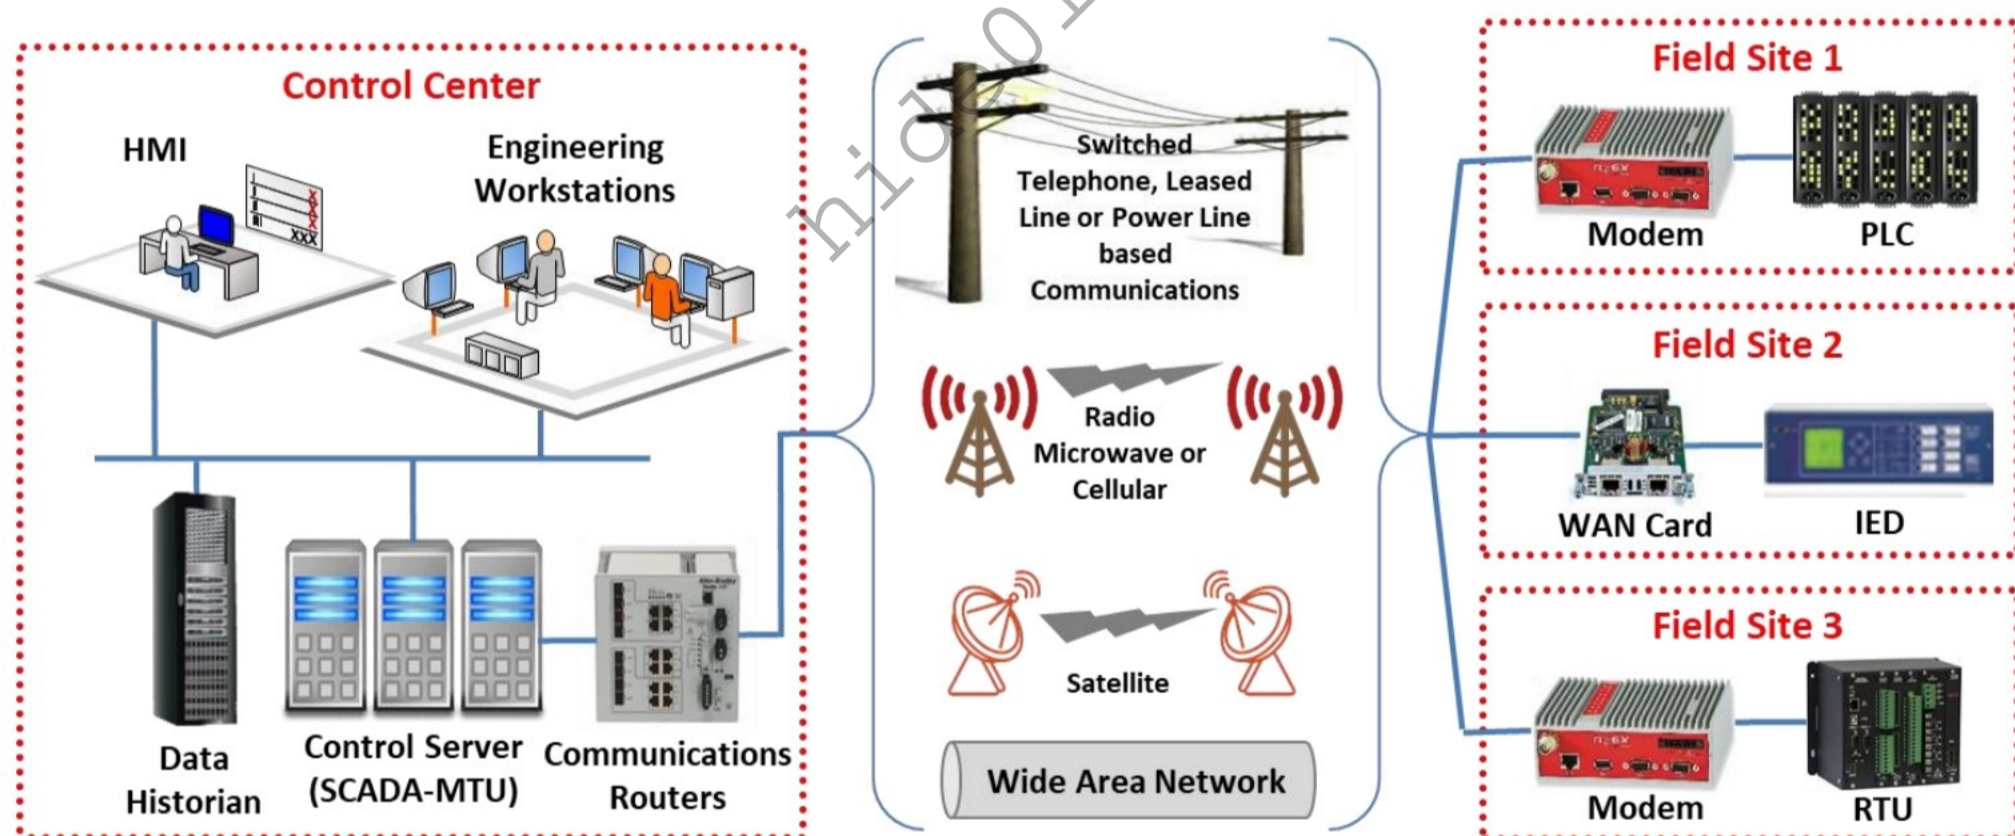 Control Center
HMI
Engineering
Workstations
Data
Historian
Control Server
(SCADA-MTU)
Communications
Routers
Switched
Telephone, Leased
Line or Power Line
based
Communications
Radio
Microwave or
Cellular
Satellite
Wide Area Network
Field Site 1
Modem
PLC
Field Site 2
WAN Card
IED
Field Site 3
Modem
RTU
XXX